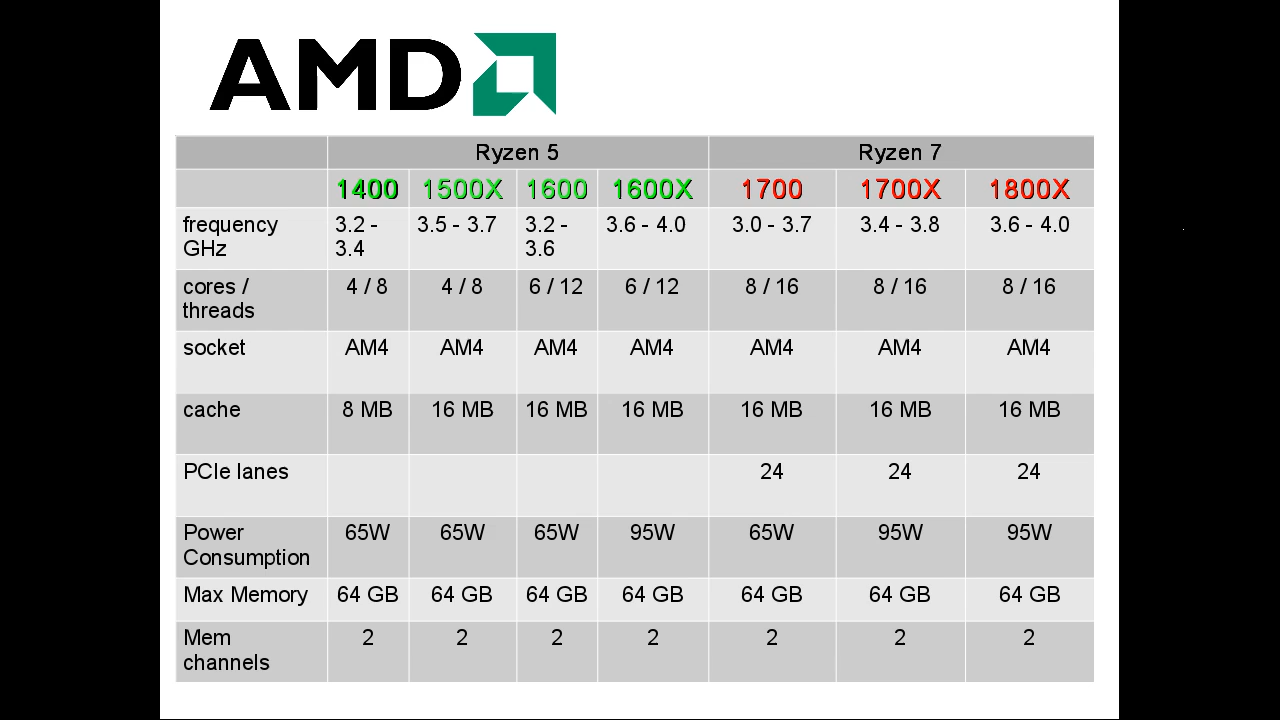 AMD
Ryzen 5 Ryzen 7
1400 1500X 1600 1600X 1700 1700X 1800X
frequency GHz 3.2 - 3.4 3.5 - 3.7 3.2 - 3.6 3.6 - 4.0 3.0 - 3.7 3.4 - 3.8 3.6 - 4.0
cores / threads 4 / 8 4 / 8 6 / 12 6 / 12 8 / 16 8 / 16 8 / 16
socket AM4 AM4 AM4 AM4 AM4 AM4 AM4
cache 8 MB 16 MB 16 MB 16 MB 16 MB 16 MB 16 MB
PCIe lanes 24 24 24
Power Consumption 65W 65W 65W 95W 65W 95W 95W
Max Memory 64 GB 64 GB 64 GB 64 GB 64 GB 64 GB 64 GB
Mem channels 2 2 2 2 2 2 2